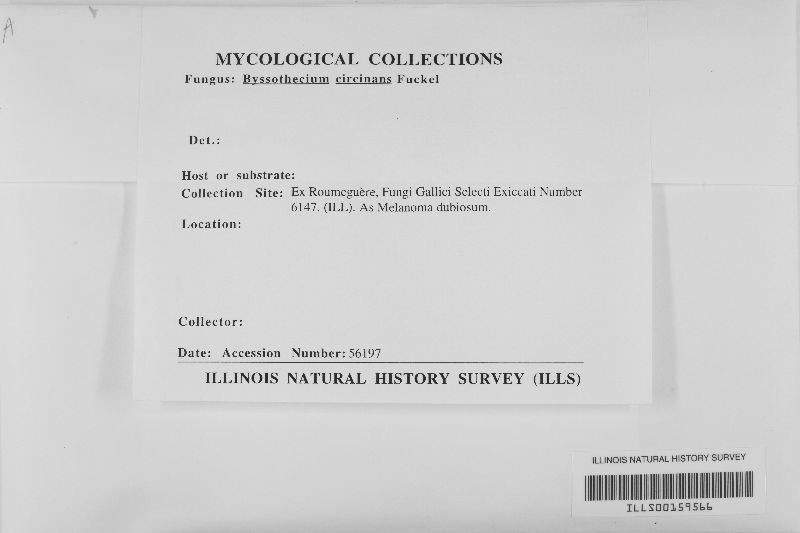 A
MYCOLOGICAL COLLECTIONS
Fungus: Byssothecium circinans Fuckel
Det.:
Host or substrate:
Collection Site: Ex Roumeguère, Fungi Gallici Selecti Exiccati Number
6147. (ILL). As Melanoma dubiosum.
Location:
Collector:
Date: Accession Number: 56197
ILLINOIS NATURAL HISTORY SURVEY (ILLS)
ILLINOIS NATURAL HISTORY SURVEY
ILLS00159566